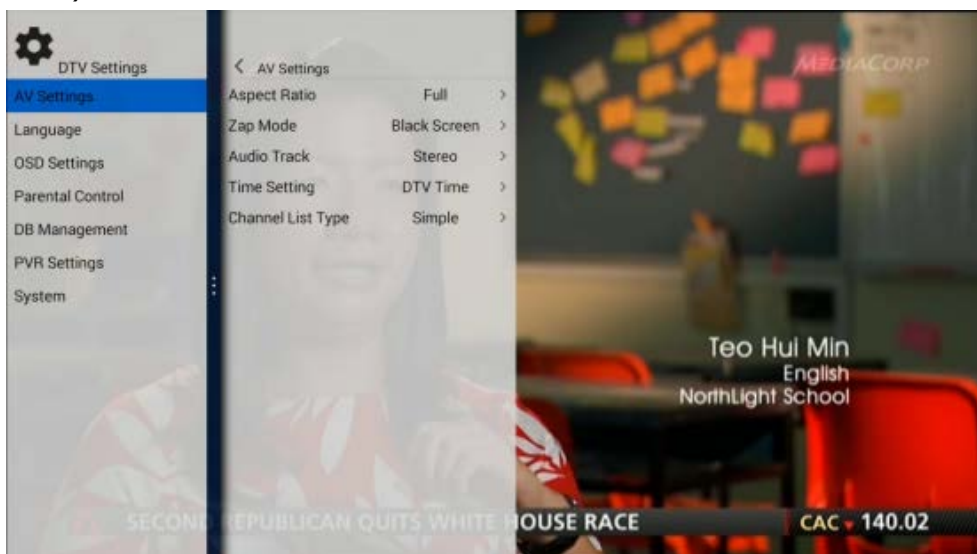 DTV Settings
AV Settings
Language
OSD Settings
Parental Control
DB Management
PVR Settings
System
AV Settings
Aspect Ratio Full
Zap Mode Black Screen
Audio Track Stereo
Time Setting DTV Time
Channel List Type Simple
MEDIACORP
Teo Hui Min
English
NorthLight School
SECOND REPUBLICAN QUITS WHITE HOUSE RACE
CAC 140.02